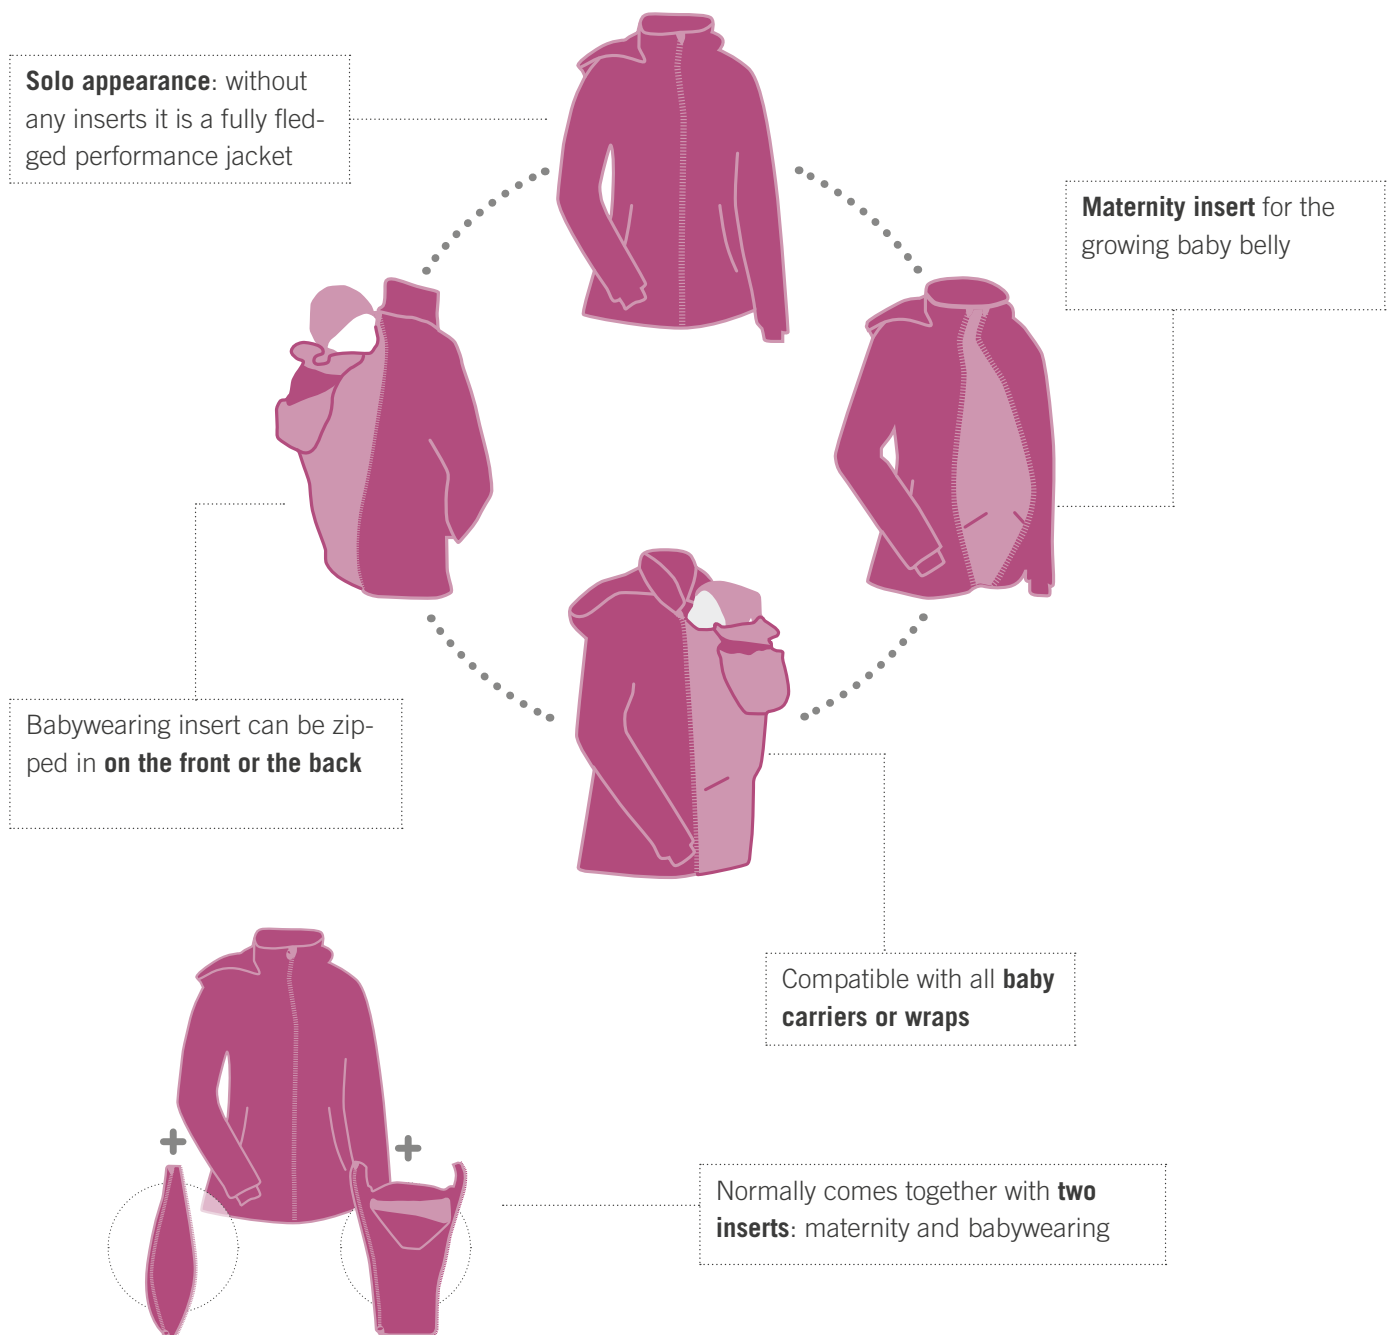 Solo appearance: without
any inserts it is a fully fled-
ged performance jacket
Maternity insert for the
growing baby belly
Babywearing insert can be zip-
ped in on the front or the back
Compatible with all baby
carriers or wraps
Normally comes together with two
inserts: maternity and babywearing